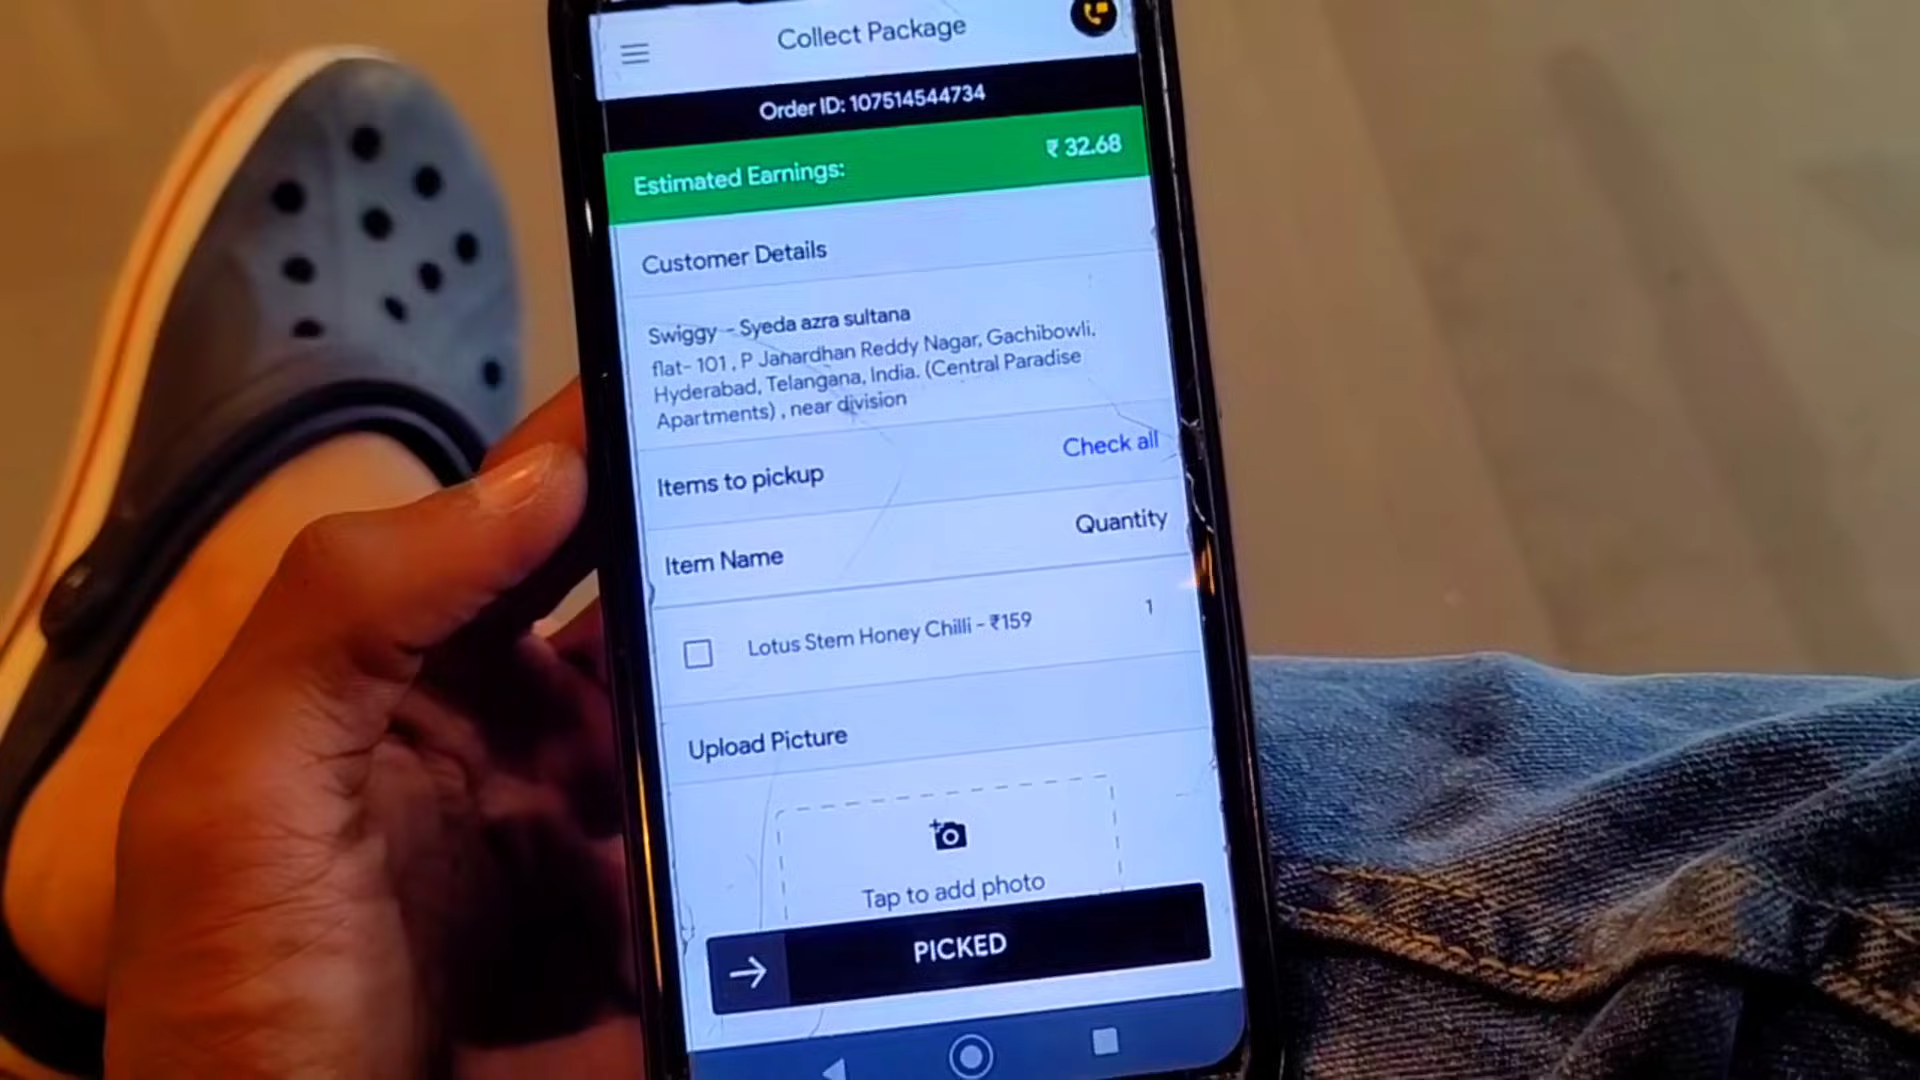 Collect Package
Order ID: 107514544734
Estimated Earnings: ₹ 32.68
Customer Details
Swiggy - Syeda azra sultana
flat- 101 , P Janardhan Reddy Nagar, Gachibowli,
Hyderabad, Telangana, India. (Central Paradise
Apartments) , near division
Items to pickup Check all
Item Name Quantity
Lotus Stem Honey Chilli - ₹159 1
Upload Picture
Tap to add photo
PICKED